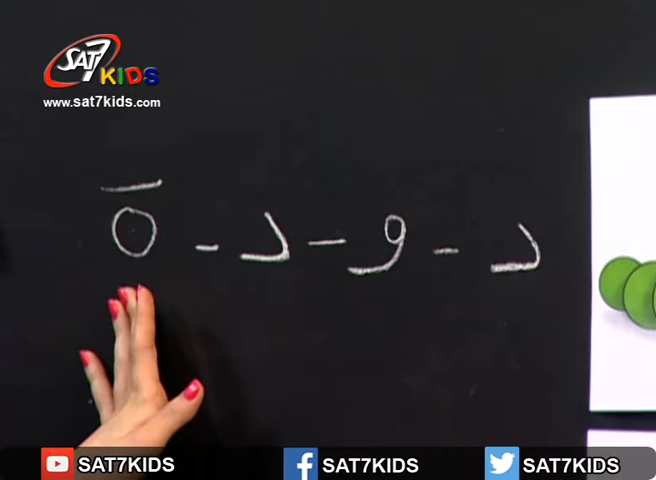 SAT7
KIDS
www.sat7kids.com
د - و - د - ة
SAT7KIDS
SAT7KIDS
SAT7KIDS